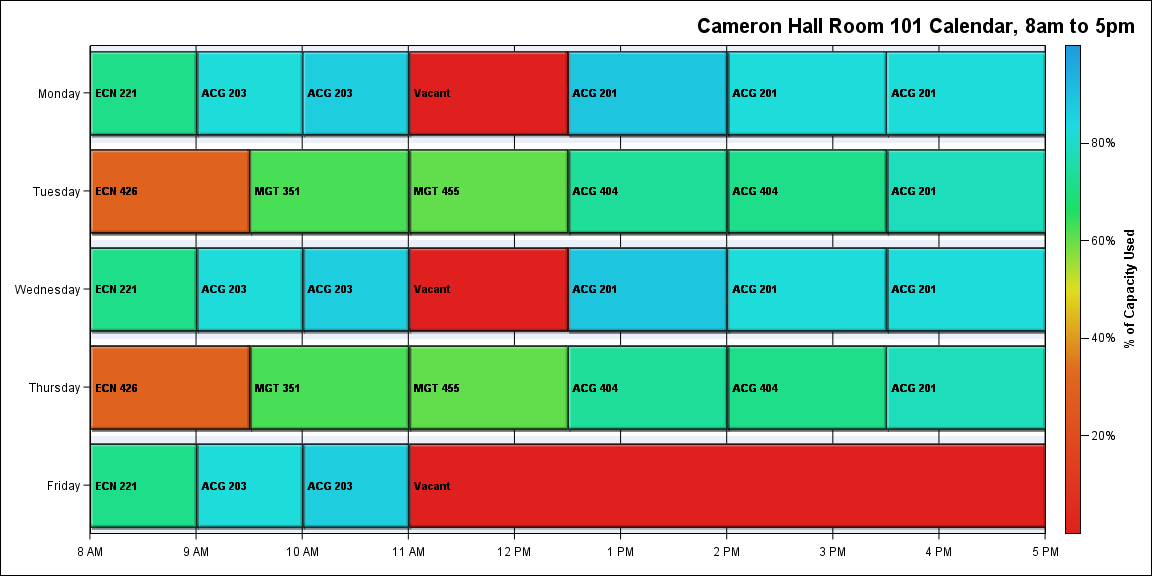 Cameron Hall Room 101 Calendar, 8am to 5pm
Monday
ECN 221
ACG 203
ACG 203
Vacant
ACG 201
ACG 201
ACG 201
Tuesday
ECN 426
MGT 351
MGT 455
ACG 404
ACG 404
ACG 201
Wednesday
ECN 221
ACG 203
ACG 203
Vacant
ACG 201
ACG 201
ACG 201
Thursday
ECN 426
MGT 351
MGT 455
ACG 404
ACG 404
ACG 201
Friday
ECN 221
ACG 203
ACG 203
Vacant
8 AM
9 AM
10 AM
11 AM
12 PM
1 PM
2 PM
3 PM
4 PM
5 PM
80%
60%
40%
20%
% of Capacity Used